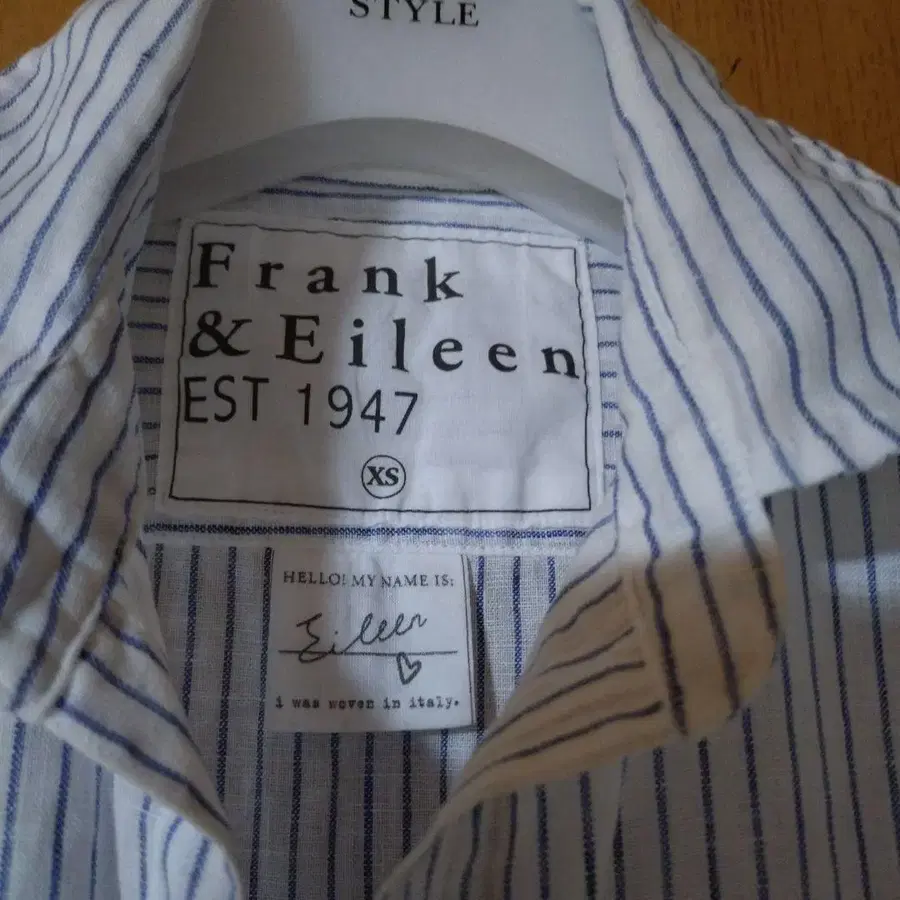 STYLE
Frank
& Eileen
EST 1947
XS
HELLO! MY NAME IS:
Eileen
i was woven in italy.